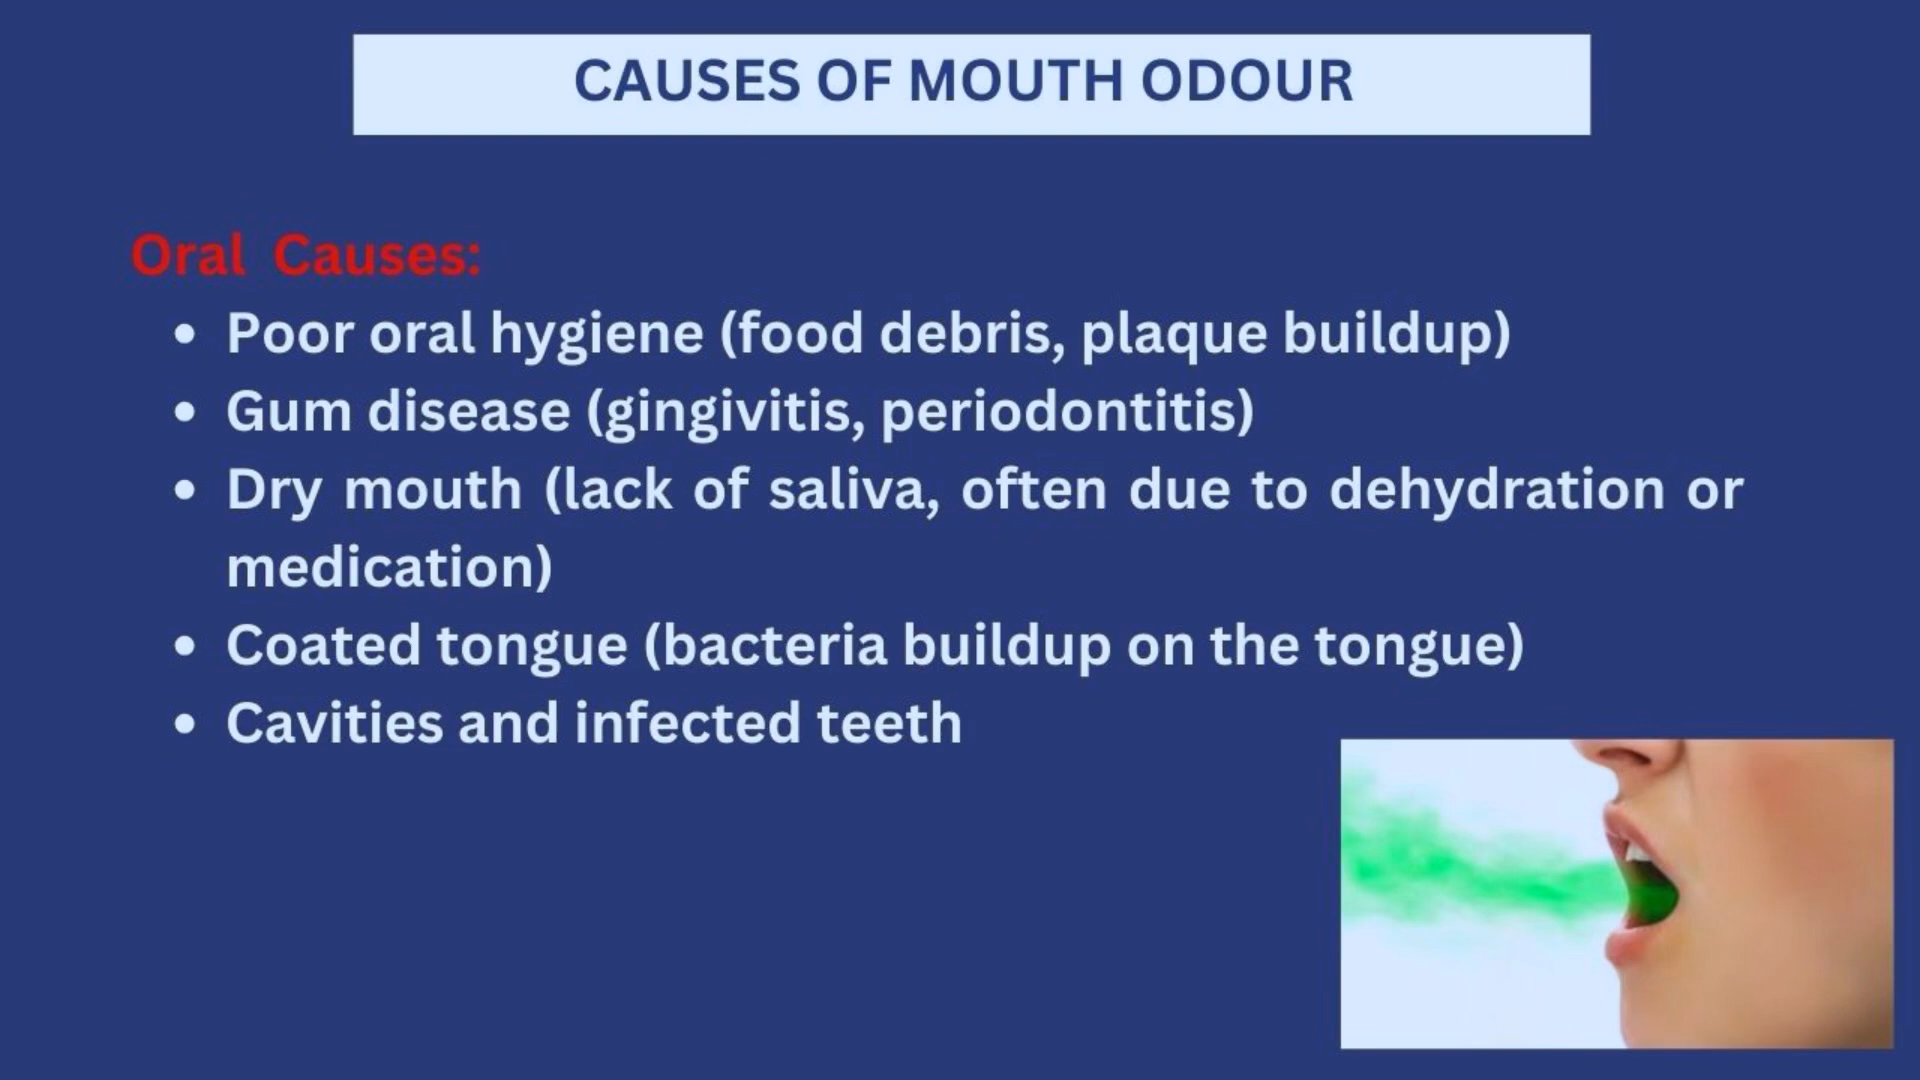 CAUSES OF MOUTH ODOUR
Oral Causes:
• Poor oral hygiene (food debris, plaque buildup)
• Gum disease (gingivitis, periodontitis)
• Dry mouth (lack of saliva, often due to dehydration or
medication)
• Coated tongue (bacteria buildup on the tongue)
• Cavities and infected teeth